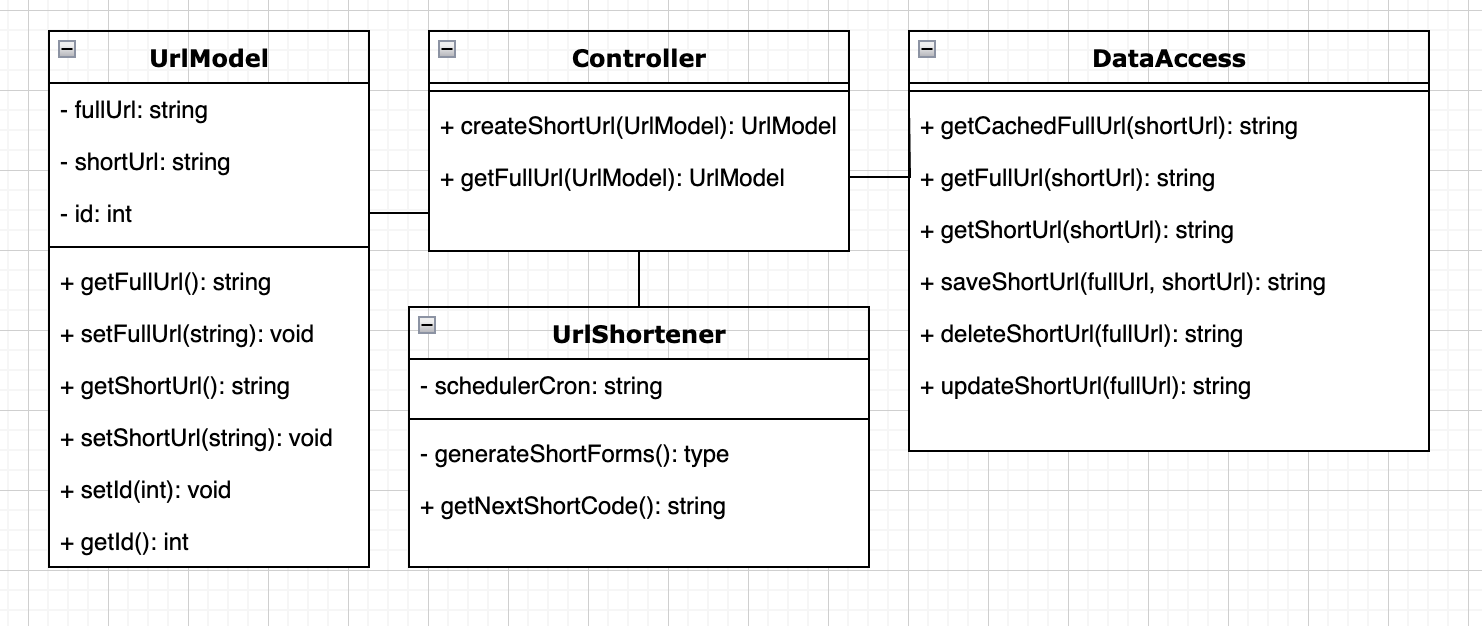 UrlModel
- fullUrl: string
- shortUrl: string
- id: int
+ getFullUrl(): string
+ setFullUrl(string): void
+ getShortUrl(): string
+ setShortUrl(string): void
+ setId(int): void
+ getId(): int
Controller
+ createShortUrl(UrlModel): UrlModel
+ getFullUrl(UrlModel): UrlModel
UrlShortener
- schedulerCron: string
- generateShortForms(): type
+ getNextShortCode(): string
DataAccess
+ getCachedFullUrl(shortUrl): string
+ getFullUrl(shortUrl): string
+ getShortUrl(shortUrl): string
+ saveShortUrl(fullUrl, shortUrl): string
+ deleteShortUrl(fullUrl): string
+ updateShortUrl(fullUrl): string